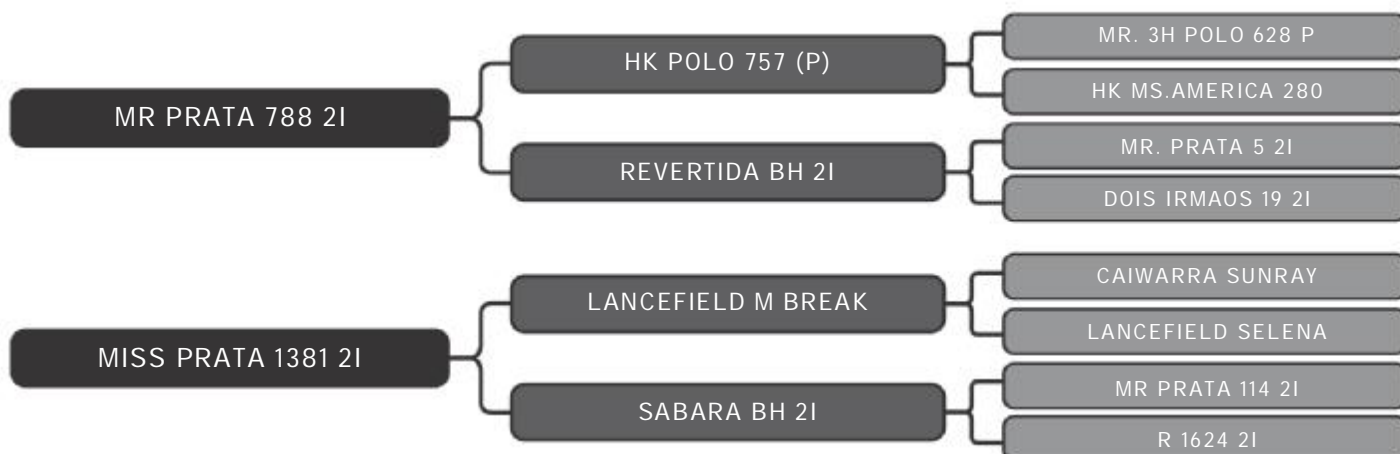 MR PRATA 788 2I
HK POLO 757 (P)
MR. 3H POLO 628 P
HK MS.AMERICA 280
REVERTIDA BH 2I
MR. PRATA 5 2I
DOIS IRMAOS 19 2I
MISS PRATA 1381 2I
LANCEFIELD M BREAK
CAIWARRA SUNRAY
LANCEFIELD SELENA
SABARA BH 2I
MR PRATA 114 2I
R 1624 2I